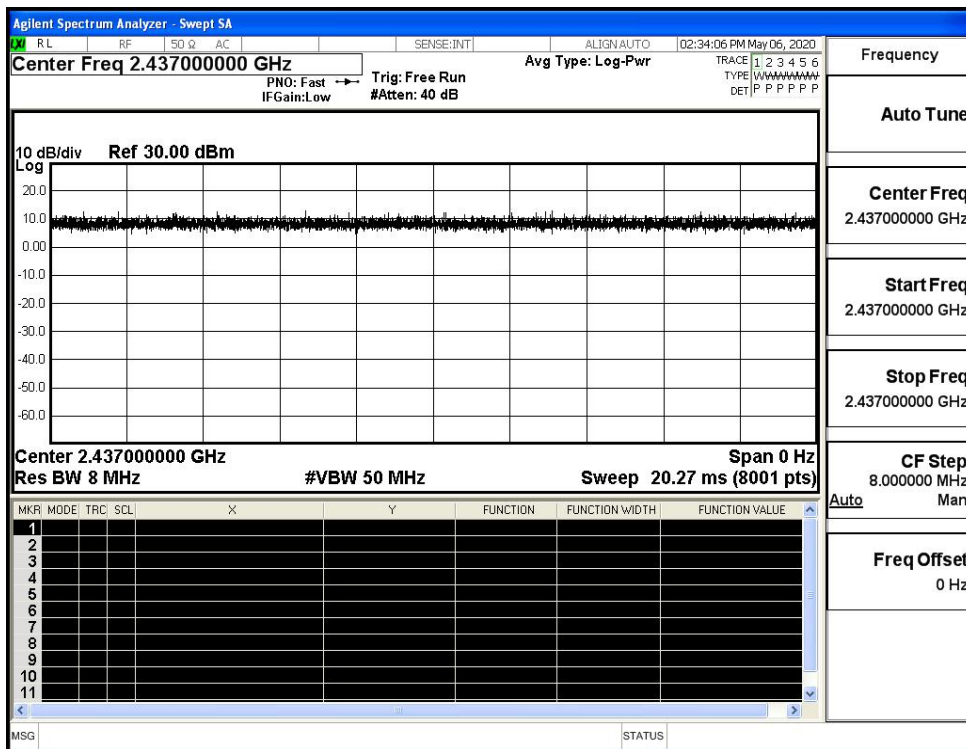 Agilent Spectrum Analyzer - Swept SA
LXI RL RF 50 Ω AC SENSE:INT ALIGN AUTO 02:34:06 PM May 06, 2020
Center Freq 2.437000000 GHz
PNO: Fast
IFGain:Low
Trig: Free Run
#Atten: 40 dB
Avg Type: Log-Pwr
TRACE 1 2 3 4 5 6
TYPE WWWWWWW
DET P P P P P P
10 dB/div Ref 30.00 dBm
Log
20.0
10.0
0.00
-10.0
-20.0
-30.0
-40.0
-50.0
-60.0
Center 2.437000000 GHz Span 0 Hz
Res BW 8 MHz #VBW 50 MHz Sweep 20.27 ms (8001 pts)
MKR MODE TRC SCL X Y FUNCTION FUNCTION WIDTH FUNCTION VALUE
1
2
3
4
5
6
7
8
9
10
11
MSG STATUS
Frequency
Auto Tune
Center Freq
2.437000000 GHz
Start Freq
2.437000000 GHz
Stop Freq
2.437000000 GHz
CF Step
8.000000 MHz
Auto Man
Freq Offset
0 Hz